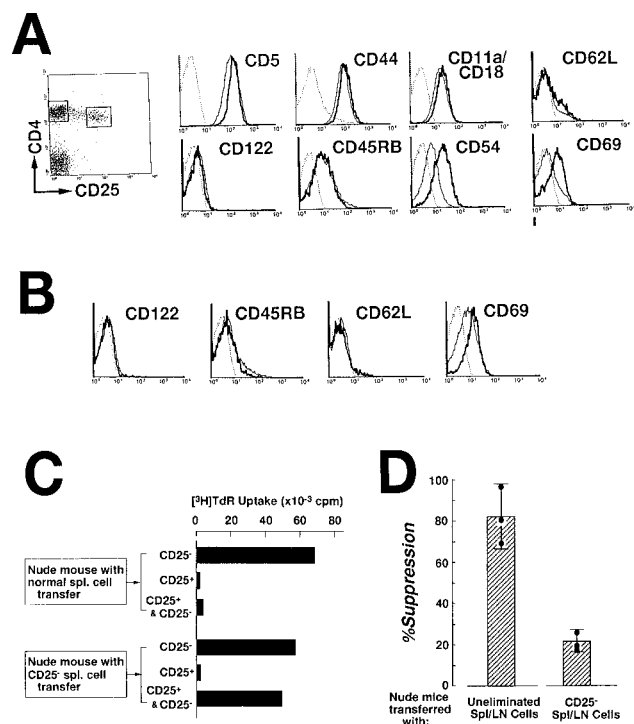 A
CD4
CD25
CD5
CD44
CD11a/
CD18
CD62L
CD122
CD45RB
CD54
CD69
B
CD122
CD45RB
CD62L
CD69
C
[³H]TdR Uptake (x10⁻³ cpm)
0 20 40 60 80
Nude mouse with
normal spl. cell
transfer
CD25⁻
CD25⁺
CD25⁺
& CD25⁻
Nude mouse with
CD25⁻ spl. cell
transfer
CD25⁻
CD25⁺
CD25⁺
& CD25⁻
D
%Suppression
100
80
60
40
20
0
Nude mice
transferred
with:
Uneliminated
Spl/LN Cells
CD25⁻
Spl/LN Cells